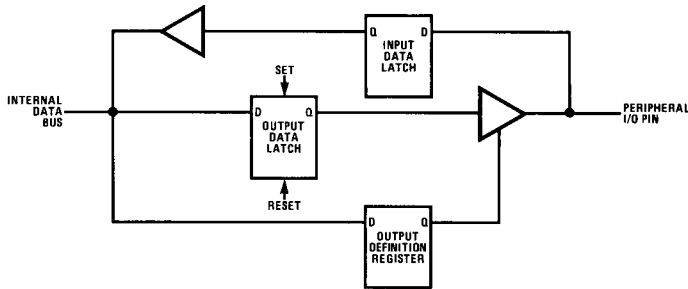 Q D
INPUT
DATA
LATCH
SET
INTERNAL
DATA
BUS
D Q
OUTPUT
DATA
LATCH
PERIPHERAL
I/O PIN
RESET
D Q
OUTPUT
DEFINITION
REGISTER